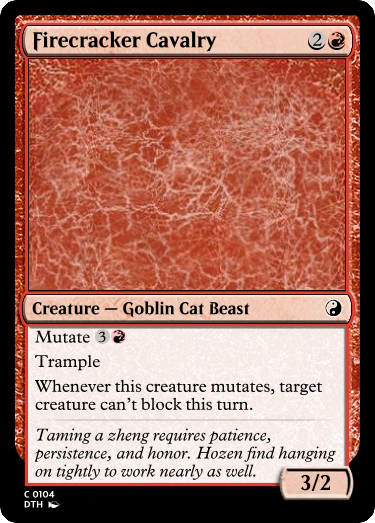 Firecracker Cavalry 2
Creature — Goblin Cat Beast
Mutate 3
Trample
Whenever this creature mutates, target
creature can't block this turn.
Taming a zheng requires patience,
persistence, and honor. Hozen find hanging
on tightly to work nearly as well.
3/2
C 0104
DTH